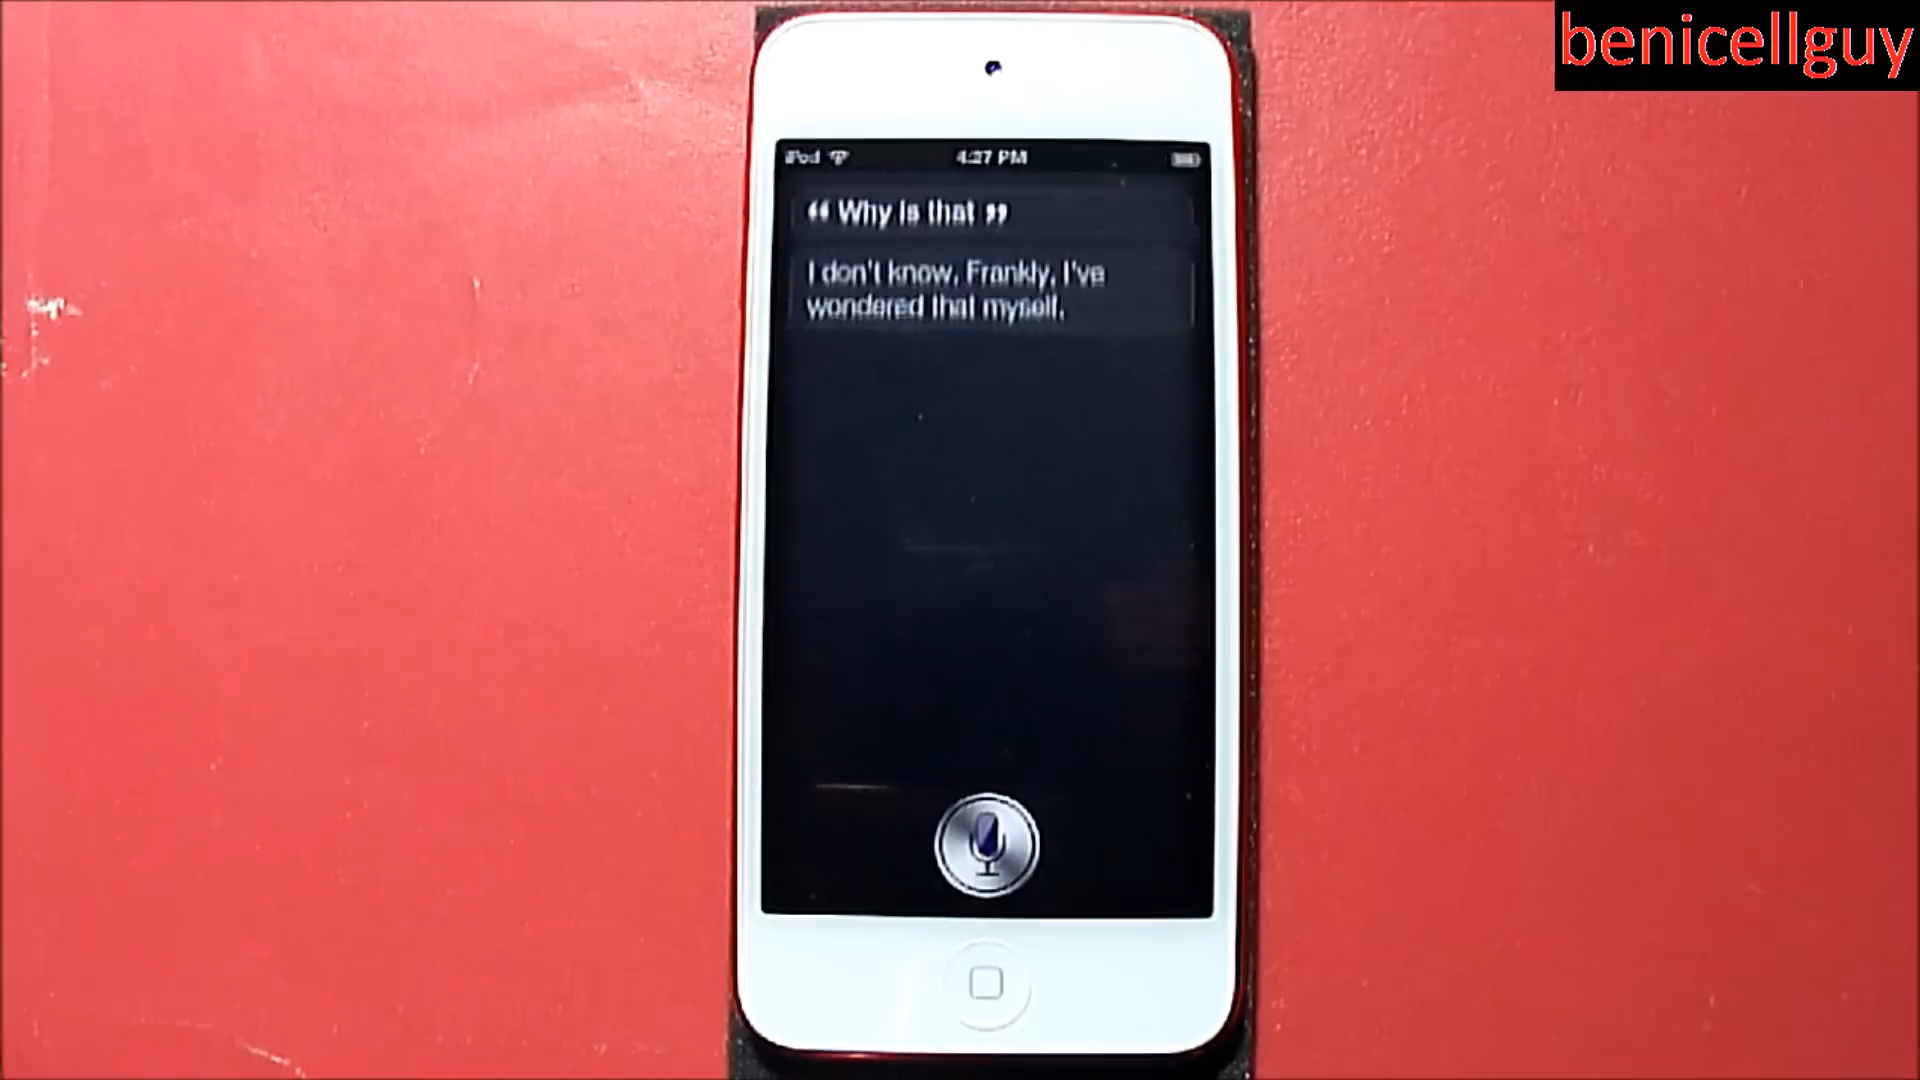 benicellguy
iPod 4:27 PM
“ Why is that ”
I don't know. Frankly, I've
wondered that myself.